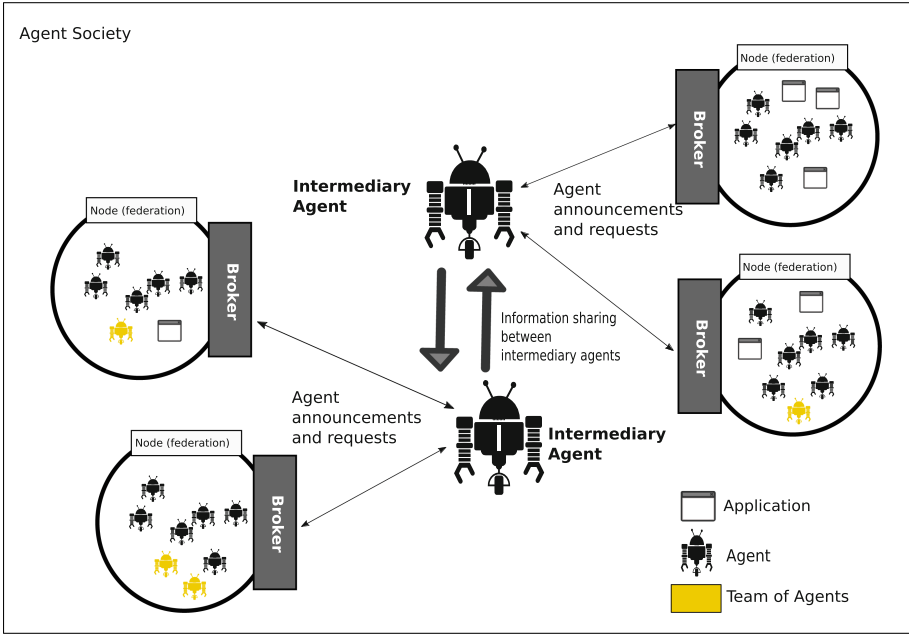 Agent Society
Node (federation)
Broker
Intermediary
Agent
Agent
announcements
and requests
Node (federation)
Broker
Node (federation)
Broker
Information sharing
between
intermediary agents
Agent
announcements
and requests
Intermediary
Agent
Node (federation)
Broker
Application
Agent
Team of Agents